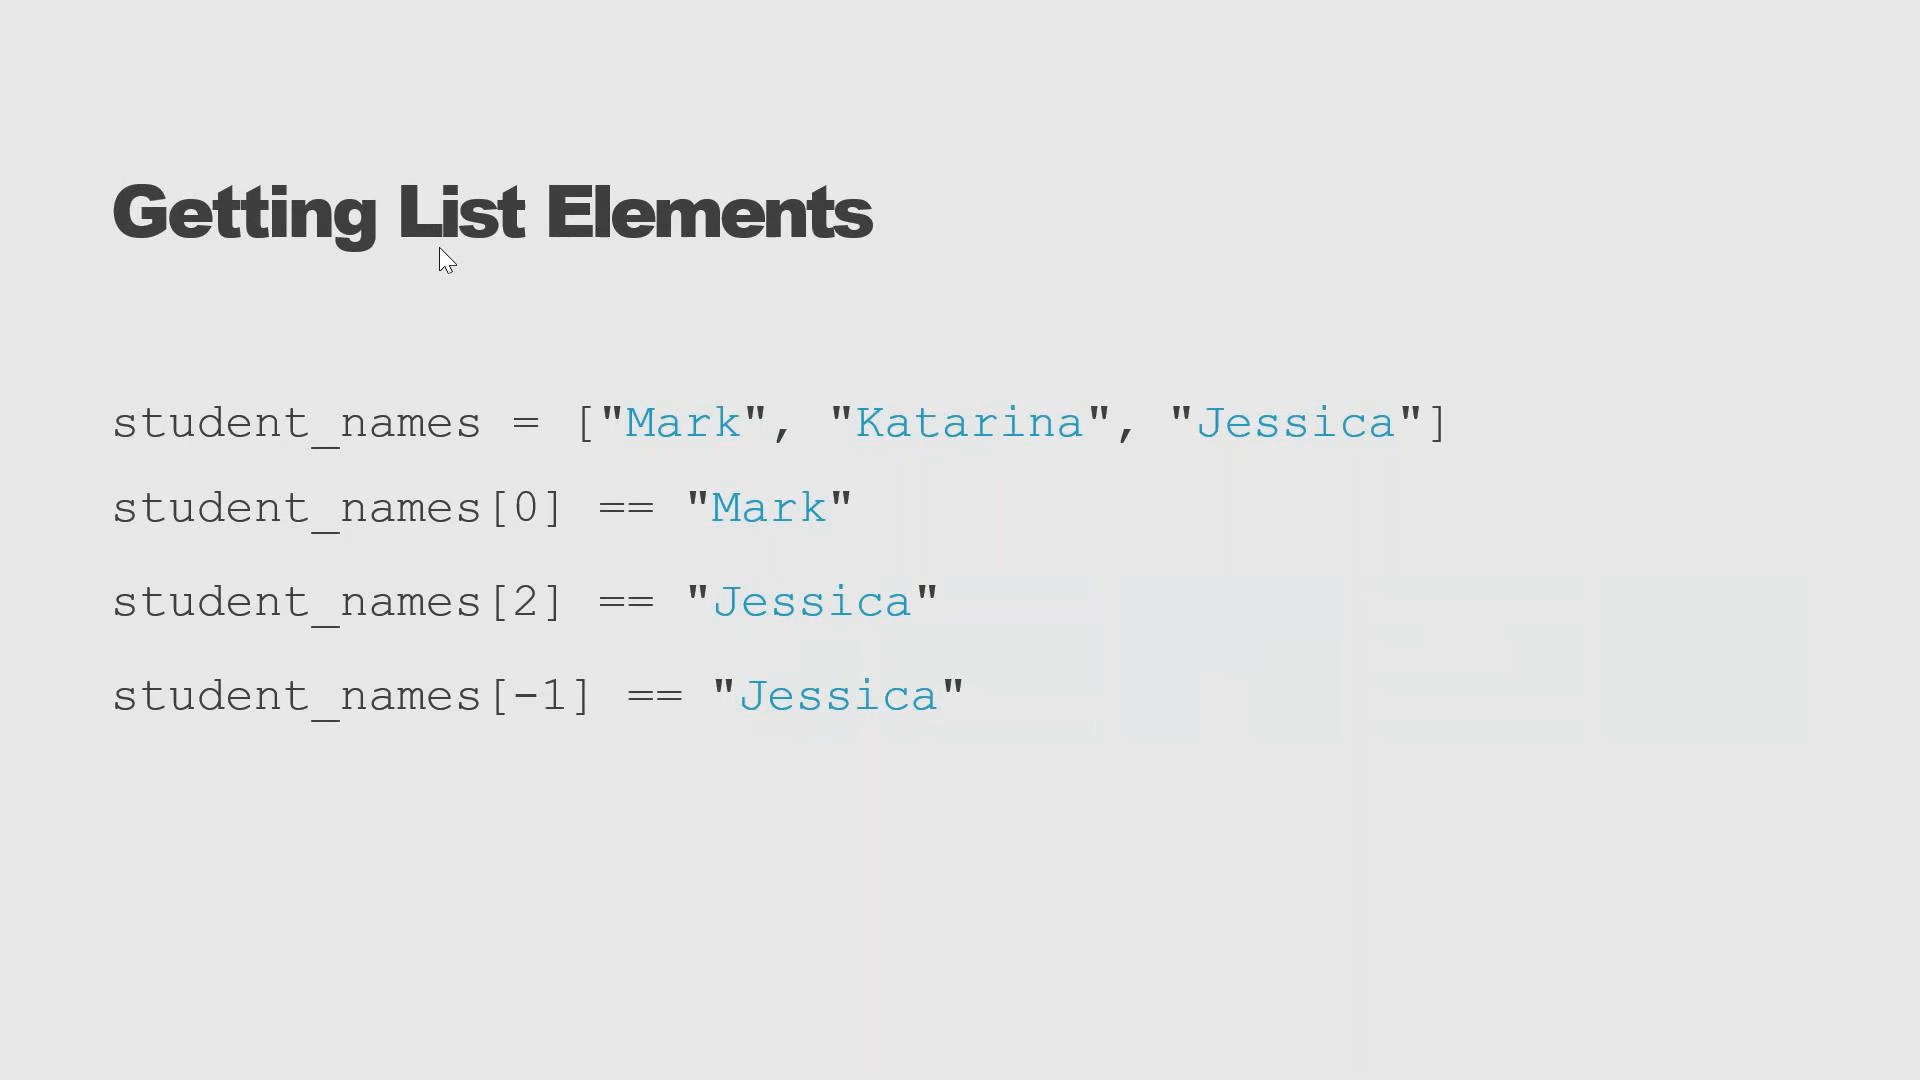 Getting List Elements
student_names = ["Mark", "Katarina", "Jessica"]
student_names[0] == "Mark"
student_names[2] == "Jessica"
student_names[-1] == "Jessica"